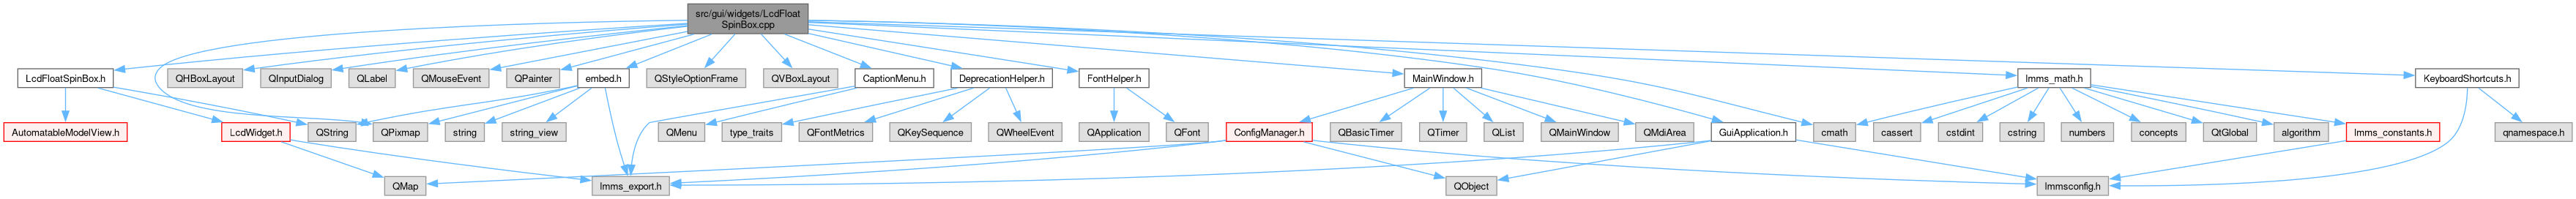 src/gui/widgets/LcdFloat
SpinBox.cpp
LcdFloatSpinBox.h
QHBoxLayout
QInputDialog
QLabel
QMouseEvent
QPainter
embed.h
QStyleOptionFrame
QVBoxLayout
CaptionMenu.h
DeprecationHelper.h
FontHelper.h
MainWindow.h
lmms_math.h
KeyboardShortcuts.h
AutomatableModelView.h
LcdWidget.h
QString
QPixmap
string
string_view
QMenu
type_traits
QFontMetrics
QKeySequence
QWheelEvent
QApplication
QFont
ConfigManager.h
QBasicTimer
QTimer
QList
QMainWindow
QMdiArea
GuiApplication.h
cmath
cassert
cstdint
cstring
numbers
concepts
QtGlobal
algorithm
lmms_constants.h
qnamespace.h
QMap
lmms_export.h
QObject
lmmsconfig.h